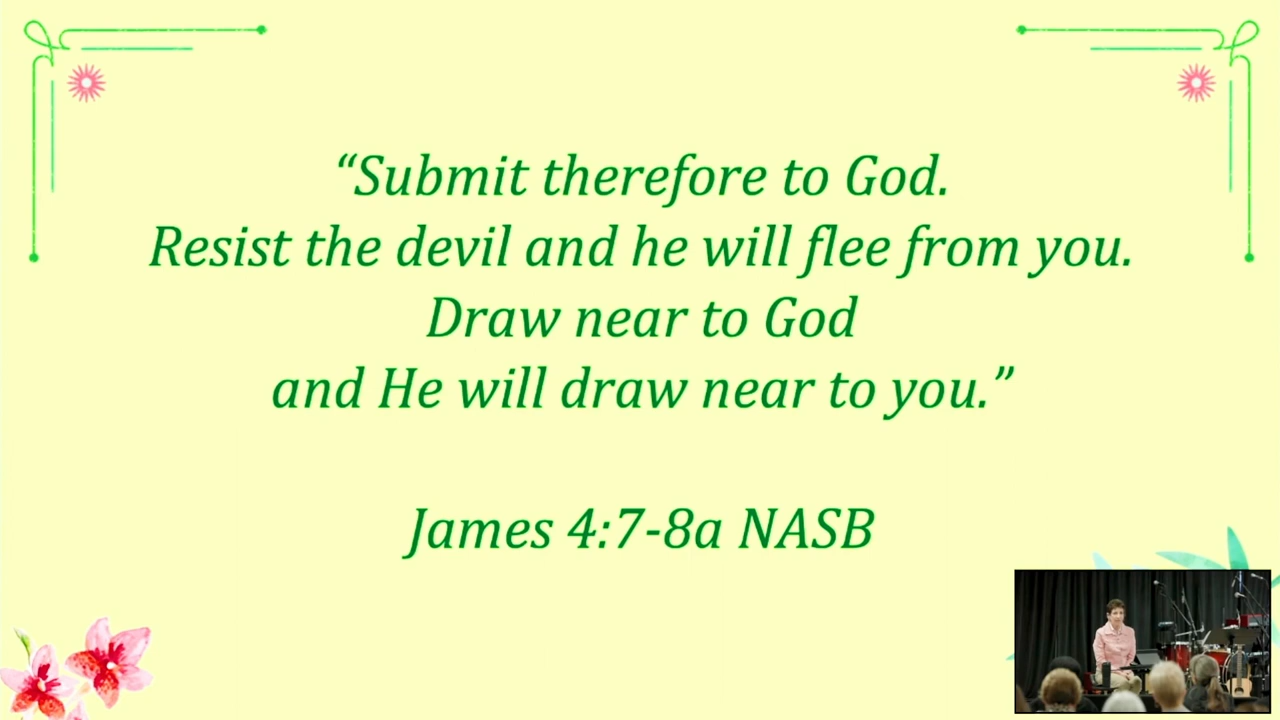 “Submit therefore to God.
Resist the devil and he will flee from you.
Draw near to God
and He will draw near to you.”
James 4:7-8a NASB